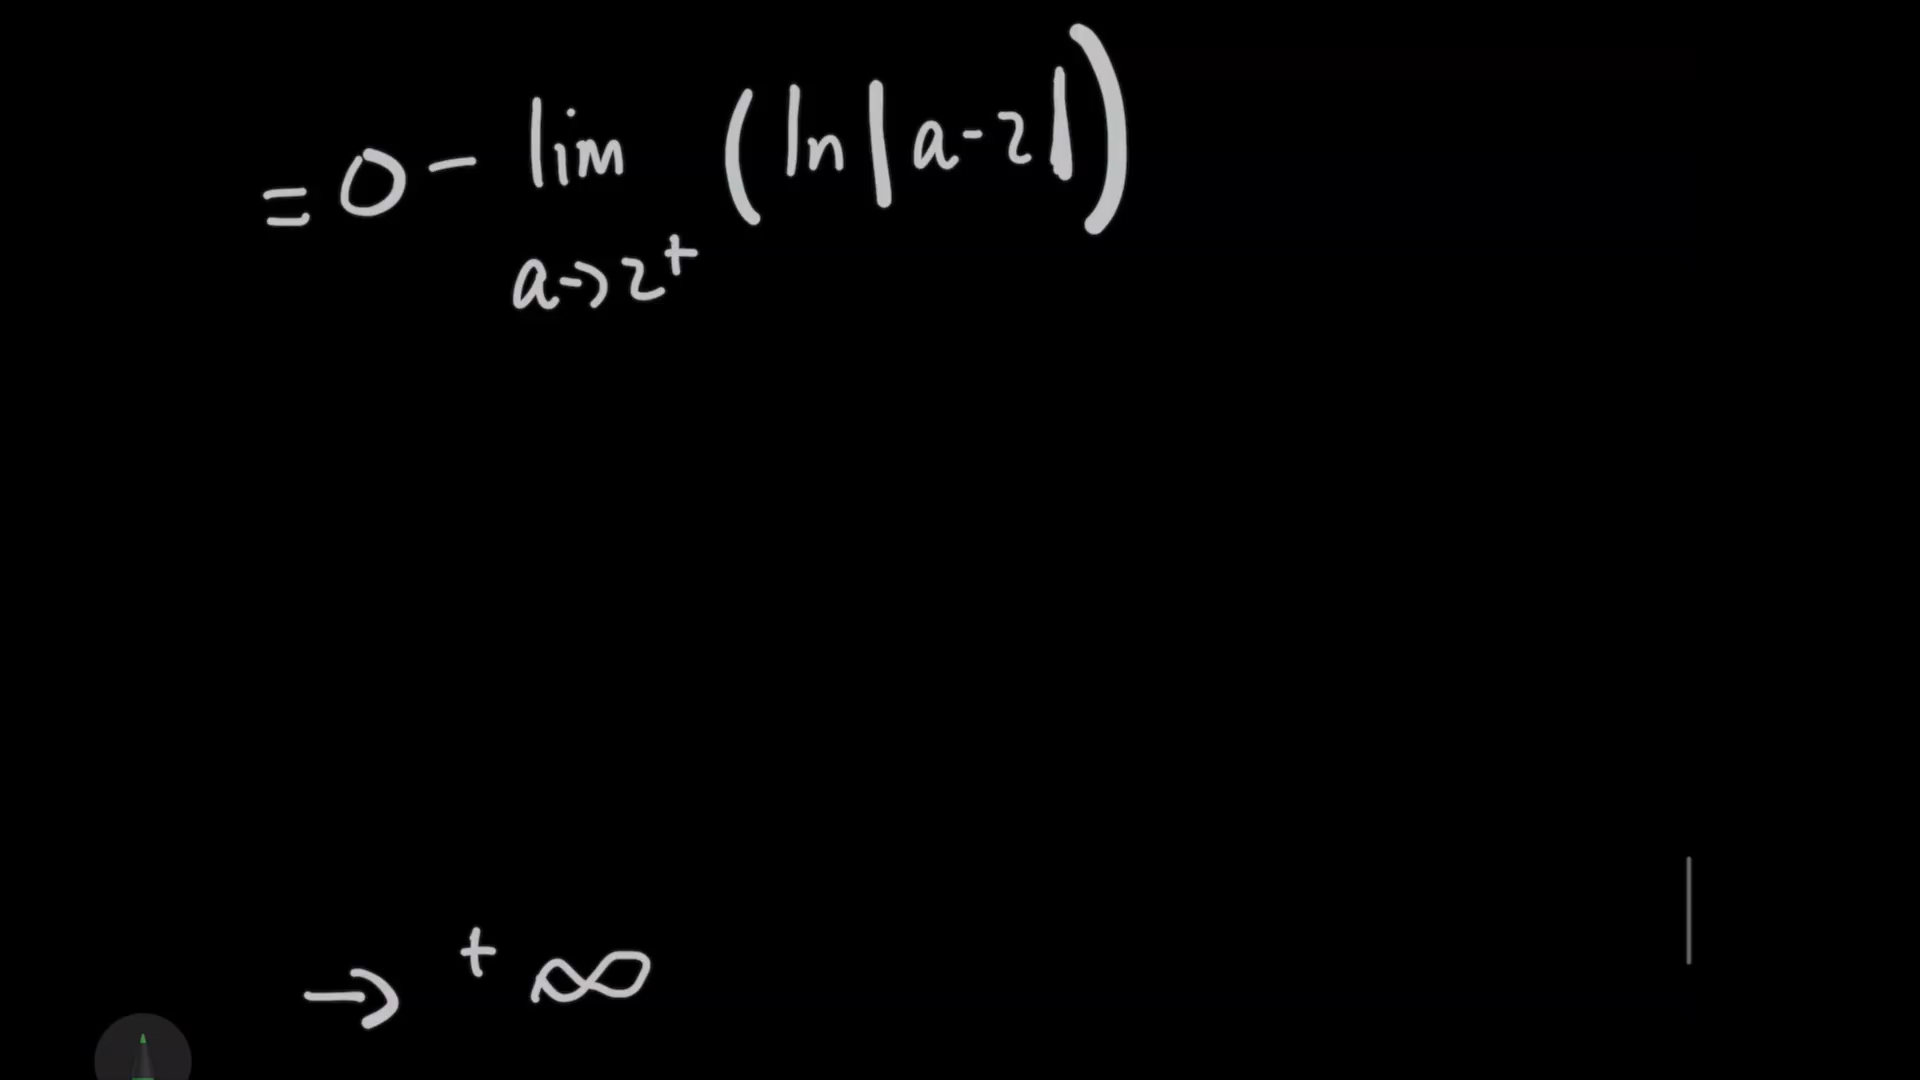 = 0 - lim (ln|a-2|)
a→2⁺
→ + ∞